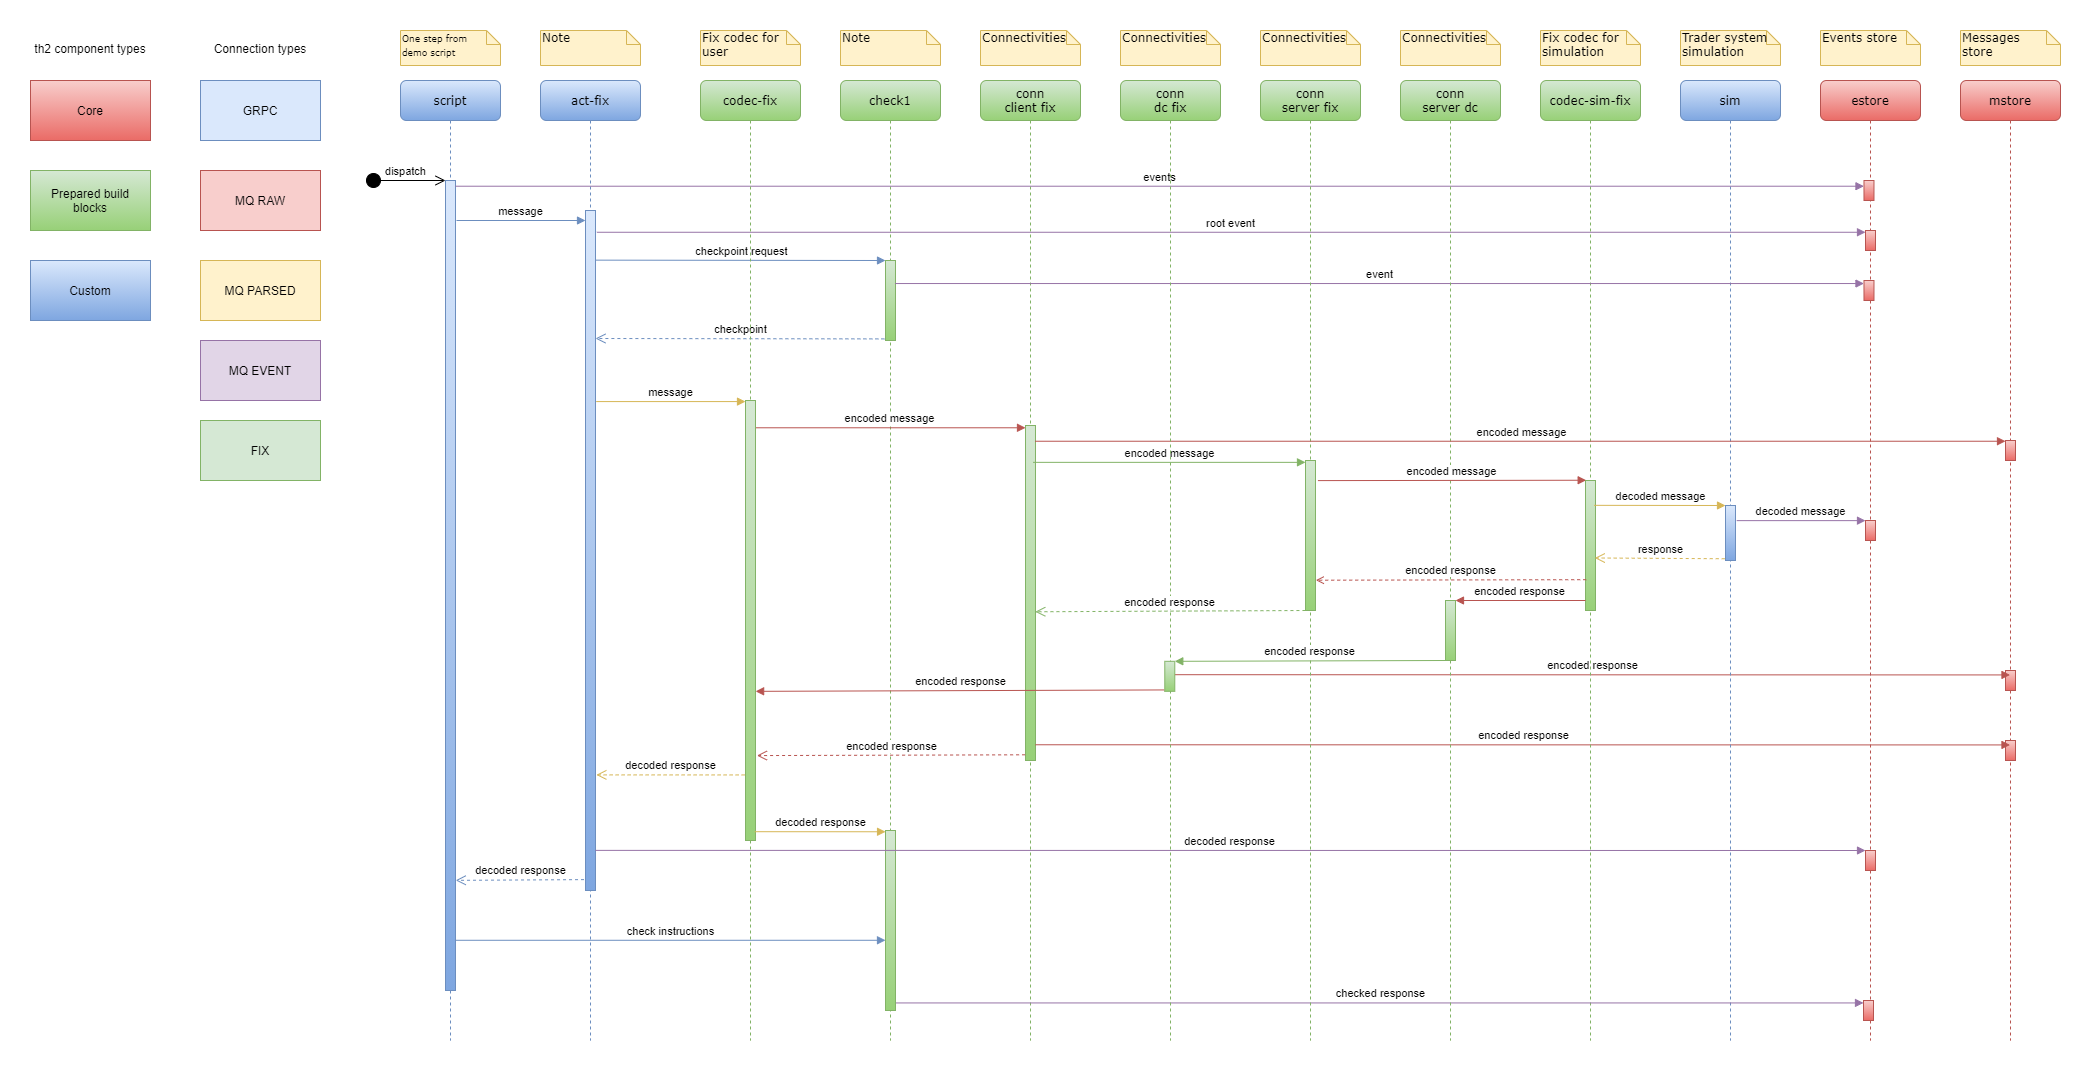 th2 component types
Connection types
One step from
demo script
Note
Fix codec for
user
Note
Connectivities
Connectivities
Connectivities
Connectivities
Fix codec for
simulation
Trader system
simulation
Events store
Messages
store
Core
GRPC
script
act-fix
codec-fix
check1
conn
client fix
conn
dc fix
conn
server fix
conn
server dc
codec-sim-fix
sim
estore
mstore
Prepared build
blocks
MQ RAW
Custom
MQ PARSED
MQ EVENT
FIX
dispatch
events
message
root event
checkpoint request
event
checkpoint
message
encoded message
encoded message
encoded message
encoded message
decoded message
decoded message
response
encoded response
encoded response
encoded response
encoded response
encoded response
encoded response
encoded response
encoded response
decoded response
decoded response
decoded response
decoded response
check instructions
checked response